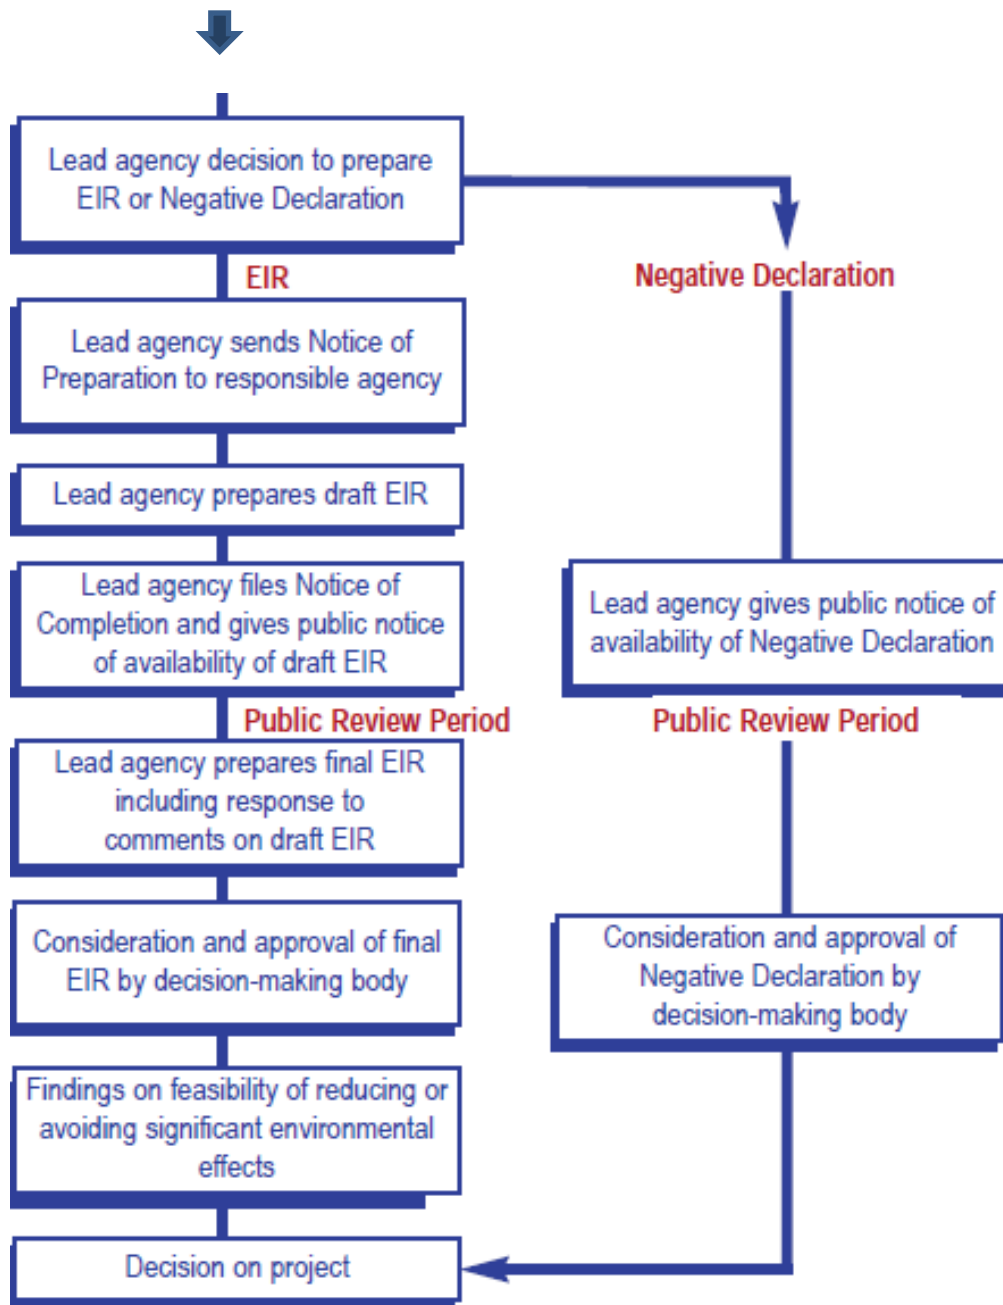 Lead agency decision to prepare
EIR or Negative Declaration
EIR
Negative Declaration
Lead agency sends Notice of
Preparation to responsible agency
Lead agency prepares draft EIR
Lead agency files Notice of
Completion and gives public notice
of availability of draft EIR
Lead agency gives public notice of
availability of Negative Declaration
Public Review Period
Public Review Period
Lead agency prepares final EIR
including response to
comments on draft EIR
Consideration and approval of final
EIR by decision-making body
Consideration and approval of
Negative Declaration by
decision-making body
Findings on feasibility of reducing or
avoiding significant environmental
effects
Decision on project